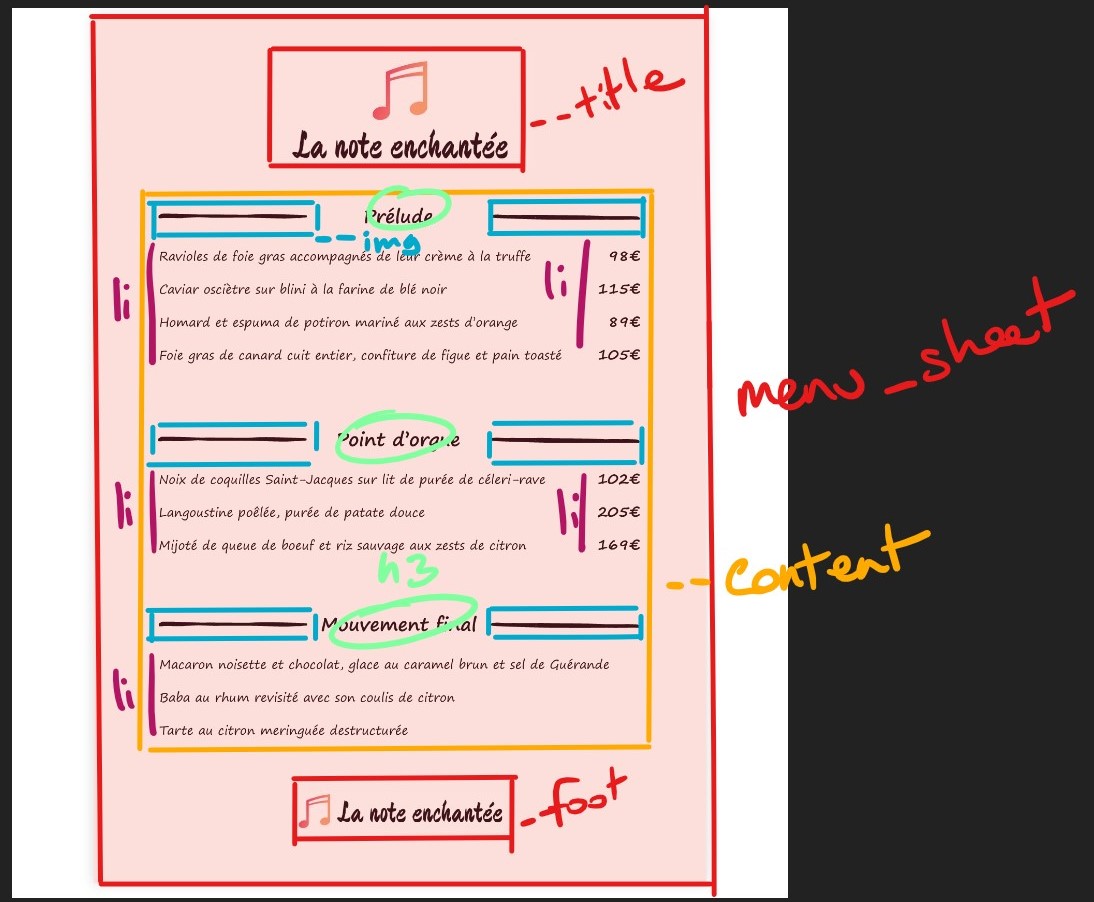 La note enchantée
--title
Prélude
--img
Ravioles de foie gras accompagnés de leur crème à la truffe 98€
Caviar oscìètre sur blini à la farine de blé noir 115€
li li
Homard et espuma de potiron mariné aux zests d'orange 89€
Foie gras de canard cuit entier, confiture de figue et pain toasté 105€
menu_sheet
Point d'orgue
Noix de coquilles Saint-Jacques sur lit de purée de céleri-rave 102€
li li
Langoustine poêlée, purée de patate douce 205€
Mijoté de queue de boeuf et riz sauvage aux zests de citron 169€
h3
--content
Mouvement final
Macaron noisette et chocolat, glace au caramel brun et sel de Guérande
li
Baba au rhum revisité avec son coulis de citron
Tarte au citron meringuée destructurée
La note enchantée
--foot